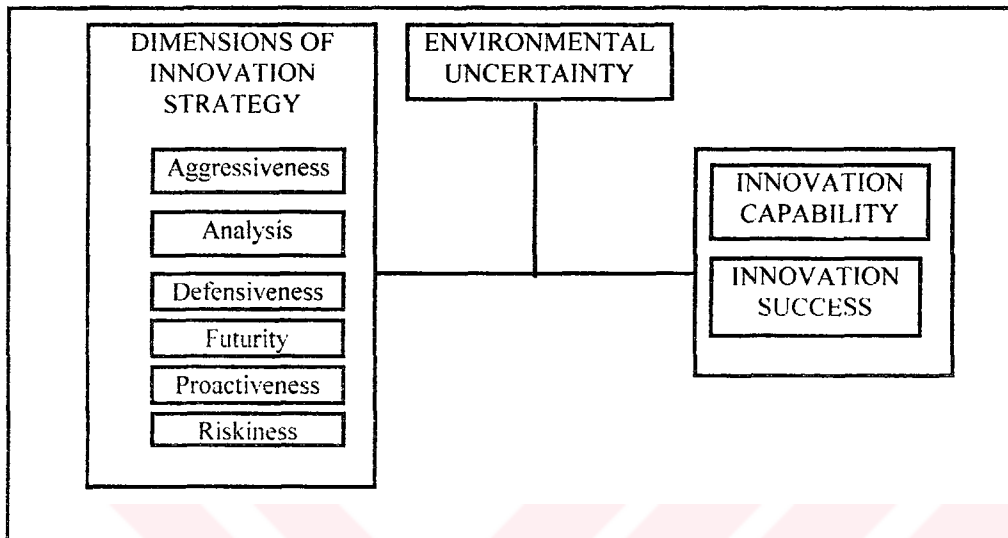 DIMENSIONS OF
INNOVATION
STRATEGY
Aggressiveness
Analysis
Defensiveness
Futurity
Proactiveness
Riskiness
ENVIRONMENTAL
UNCERTAINTY
INNOVATION
CAPABILITY
INNOVATION
SUCCESS